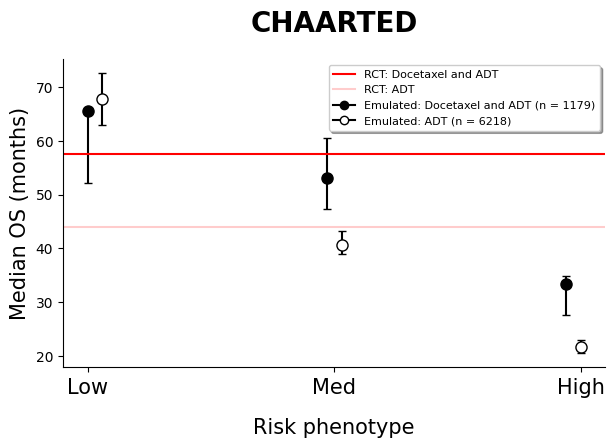 CHAARTED
RCT: Docetaxel and ADT
RCT: ADT
Emulated: Docetaxel and ADT (n = 1179)
Emulated: ADT (n = 6218)
Median OS (months)
70
60
50
40
30
20
Low Med High
Risk phenotype